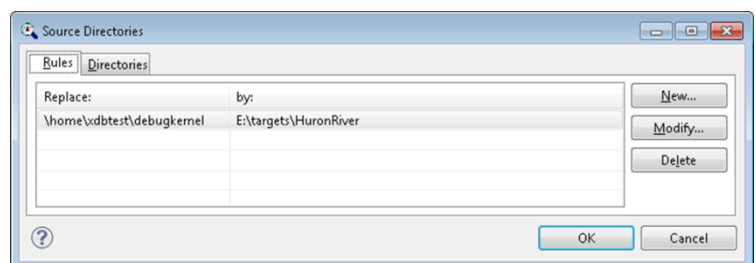 Source Directories
Rules Directories
Replace: by: New...
\home\xdbtest\debugkernel E:\targets\HuronRiver
Modify...
Delete
? OK Cancel